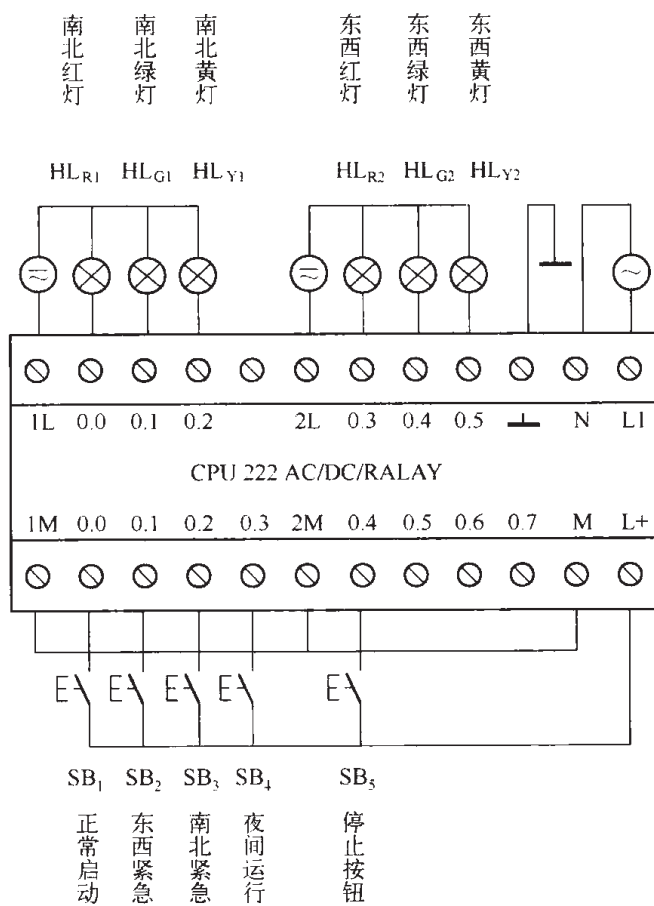 南北红灯 南北绿灯 南北黄灯 东西红灯 东西绿灯 东西黄灯
HL_R1 HL_G1 HL_Y1 HL_R2 HL_G2 HL_Y2
1L 0.0 0.1 0.2 2L 0.3 0.4 0.5 N L1
CPU 222 AC/DC/RALAY
1M 0.0 0.1 0.2 0.3 2M 0.4 0.5 0.6 0.7 M L+
SB₁ SB₂ SB₃ SB₄ SB₅
正常启动 东西紧急 南北紧急 夜间运行 停止按钮